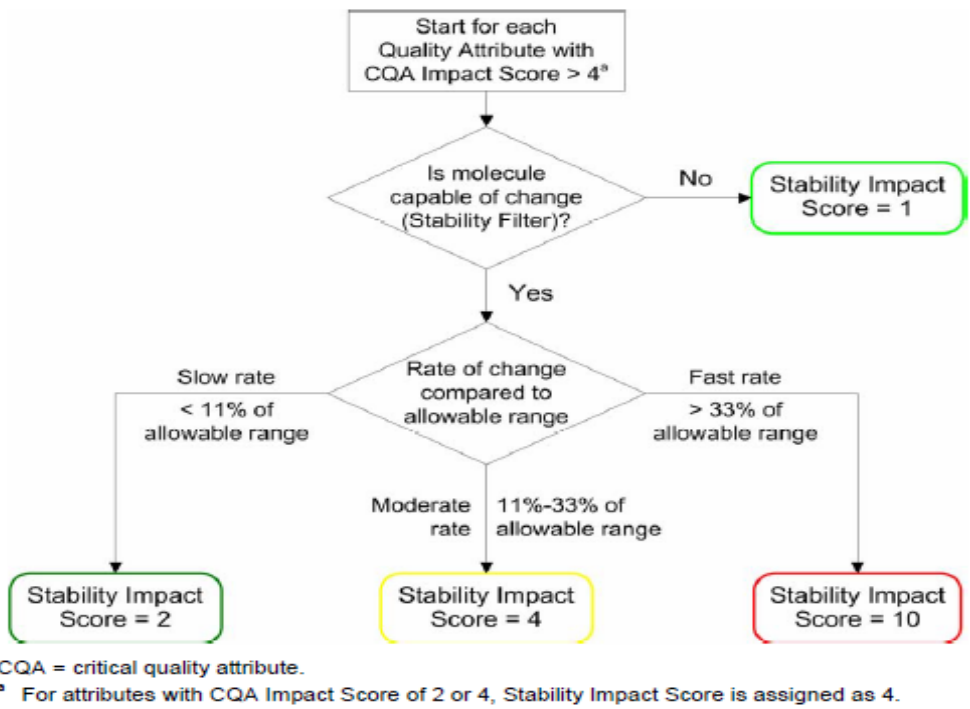 Start for each
Quality Attribute with
CQA Impact Score > 4ª
Is molecule
capable of change
(Stability Filter)?
No
Stability Impact
Score = 1
Yes
Rate of change
compared to
allowable range
Slow rate
< 11% of
allowable range
Fast rate
> 33% of
allowable range
Moderate
rate
11%-33% of
allowable range
Stability Impact
Score = 2
Stability Impact
Score = 4
Stability Impact
Score = 10
CQA = critical quality attribute.
ª For attributes with CQA Impact Score of 2 or 4, Stability Impact Score is assigned as 4.